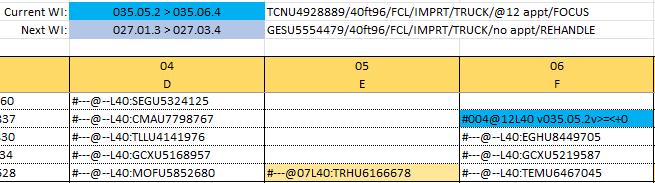 Current WI: 035.05.2 > 035.06.4 TCNU4928889/40ft96/FCL/IMPRT/TRUCK/@12 appt/FOCUS
Next WI: 027.01.3 > 027.03.4 GESU5554479/40ft96/FCL/IMPRT/TRUCK/no appt/REHANDLE
04 05 06
D E F
60 #---@--L40:SEGU5324125
837 #---@--L40:CMAU7798767 #004@12L40 v035.05.2v>=<+0
430 #---@--L40:TLLU4141976 #---@--L40:EGHU8449705
34 #---@--L40:GCXU5168957 #---@--L40:GCXU5219587
528 #---@--L40:MOFU5852680 #---@07L40:TRHU6166678 #---@--L40:TEMU6467045